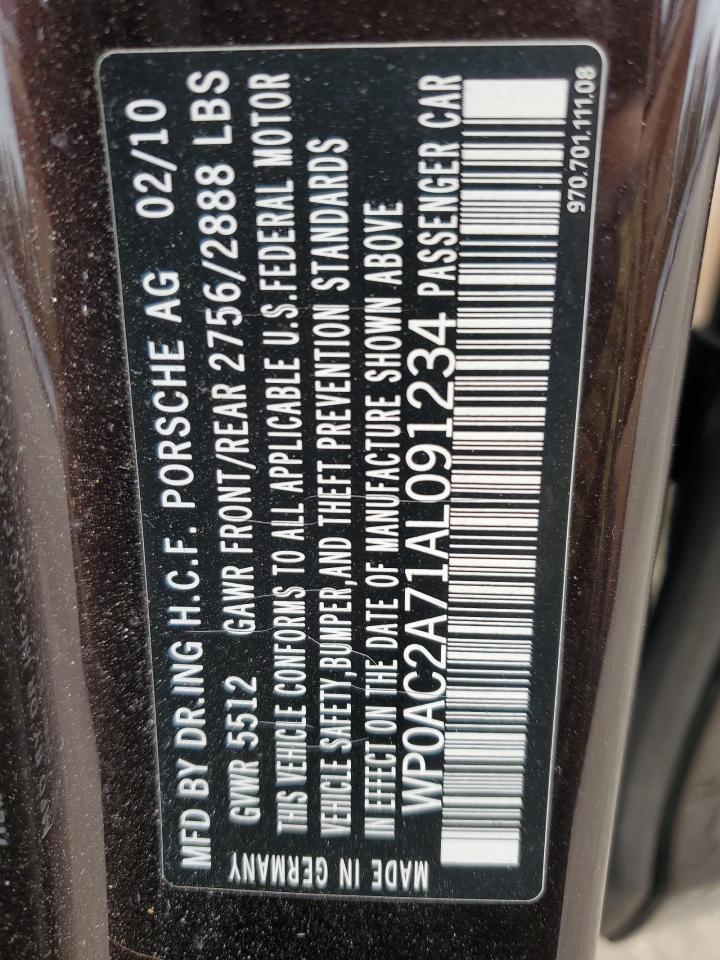 MFD BY DR.ING H.C.F. PORSCHE AG 02/10
GVWR 5512 GAWR FRONT/REAR 2756/2888 LBS
THIS VEHICLE CONFORMS TO ALL APPLICABLE U.S.FEDERAL MOTOR
VEHICLE SAFETY,BUMPER,AND THEFT PREVENTION STANDARDS
IN EFFECT ON THE DATE OF MANUFACTURE SHOWN ABOVE
WP0AC2A71AL091234 PASSENGER CAR
MADE IN GERMANY
970.701.111.08